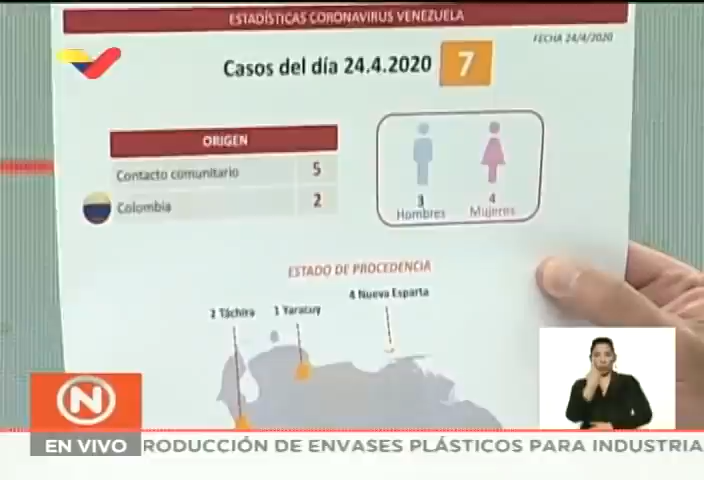 ESTADÍSTICAS CORONAVIRUS VENEZUELA
FECHA 24/4/2020
Casos del día 24.4.2020 7
ORIGEN
Contacto comunitario 5
Colombia 2
3 4
Hombres Mujeres
ESTADO DE PROCEDENCIA
4 Nueva Esparta
2 Táchira 1 Yaracuy
N
EN VIVO RODUCCIÓN DE ENVASES PLÁSTICOS PARA INDUSTRIA